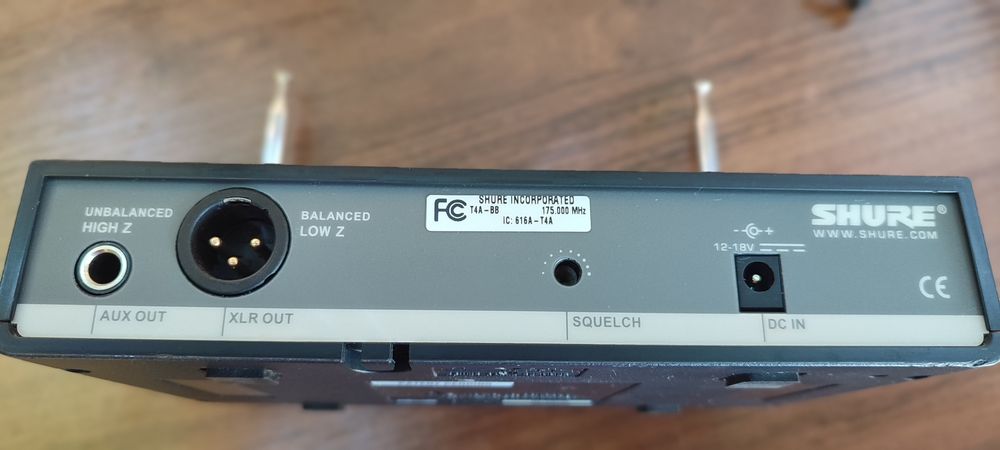 UNBALANCED
HIGH Z
BALANCED
LOW Z
SHURE INCORPORATED
FC T4A-BB 175.000 MHz
IC: 616A-T4A
SHURE®
WWW.SHURE.COM
- +
12-18V
CE
AUX OUT
XLR OUT
SQUELCH
DC IN